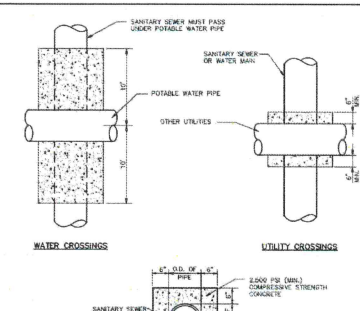 SANITARY SEWER MUST PASS
UNDER POTABLE WATER PIPE
10'
POTABLE WATER PIPE
10'
WATER CROSSINGS
SANITARY SEWER
OR WATER MAIN
6"
MIN.
OTHER UTILITIES
6"
MIN.
UTILITY CROSSINGS
6" O.D. OF 6"
PIPE
2,500 PSI (MIN.)
COMPRESSIVE STRENGTH
CONCRETE
6"
SANITARY SEWER